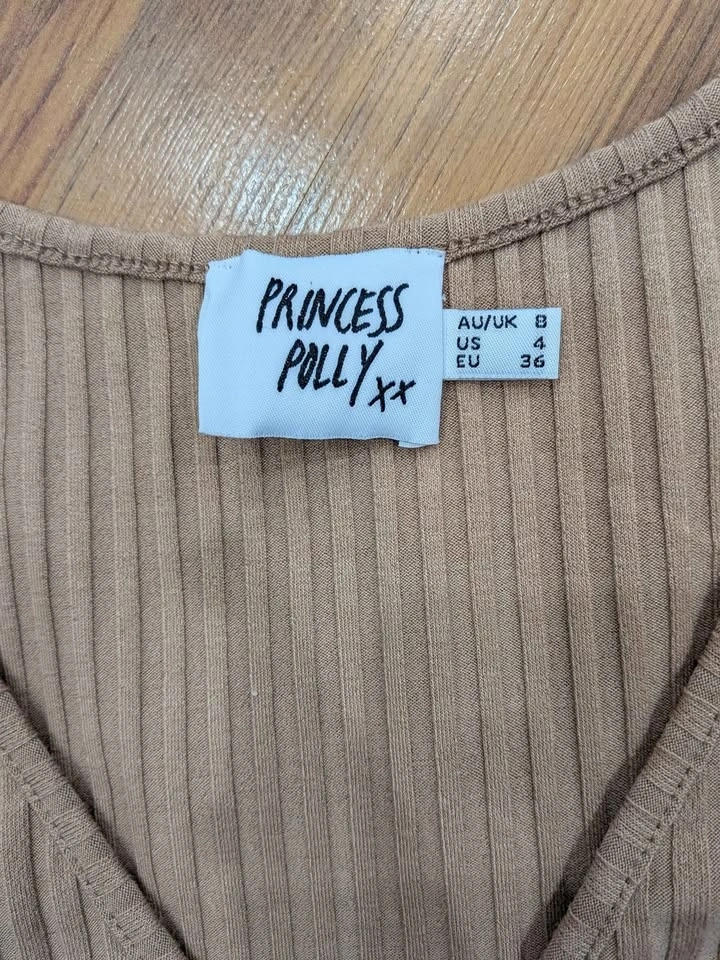 PRINCESS
POLLY xx
AU/UK 8
US 4
EU 36